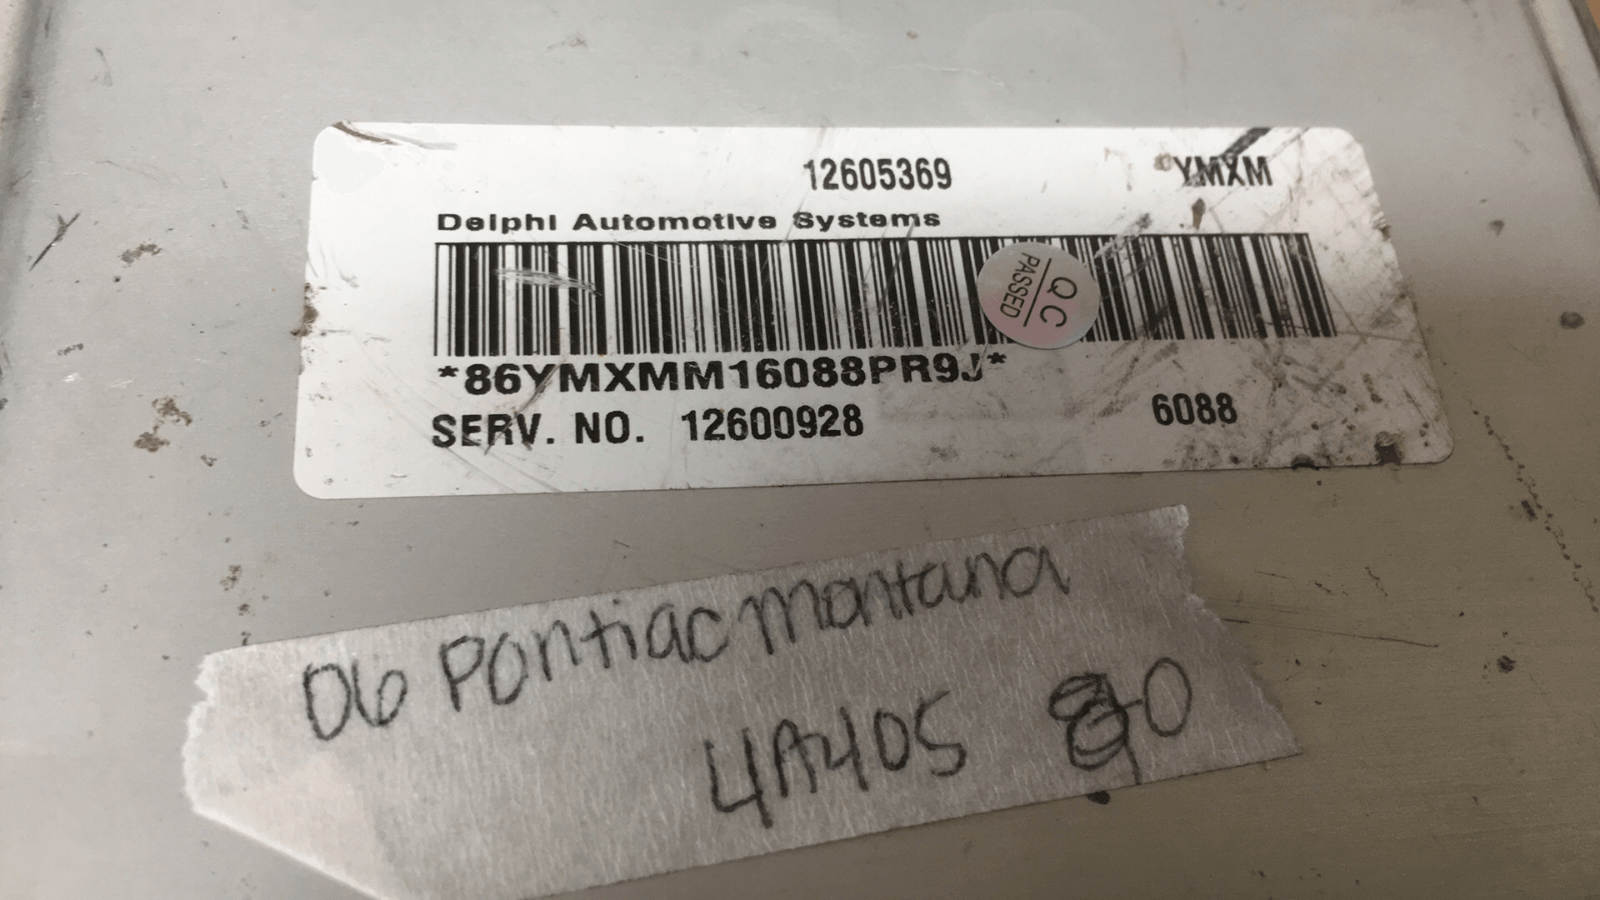 12605369 YMXM
Delphi Automotive Systems
QC
PASSED
*86YMXMM16088PR9J*
SERV. NO. 12600928 6088
06 Pontiac Montana
4A405